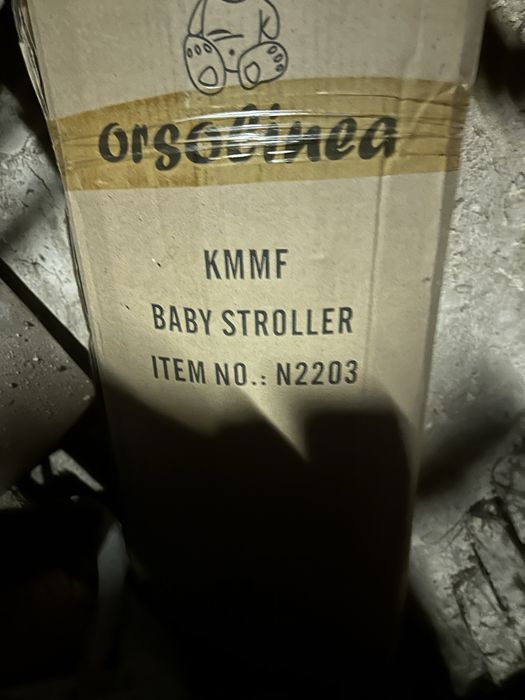 orsolinea
KMMF
BABY STROLLER
ITEM NO.: N2203